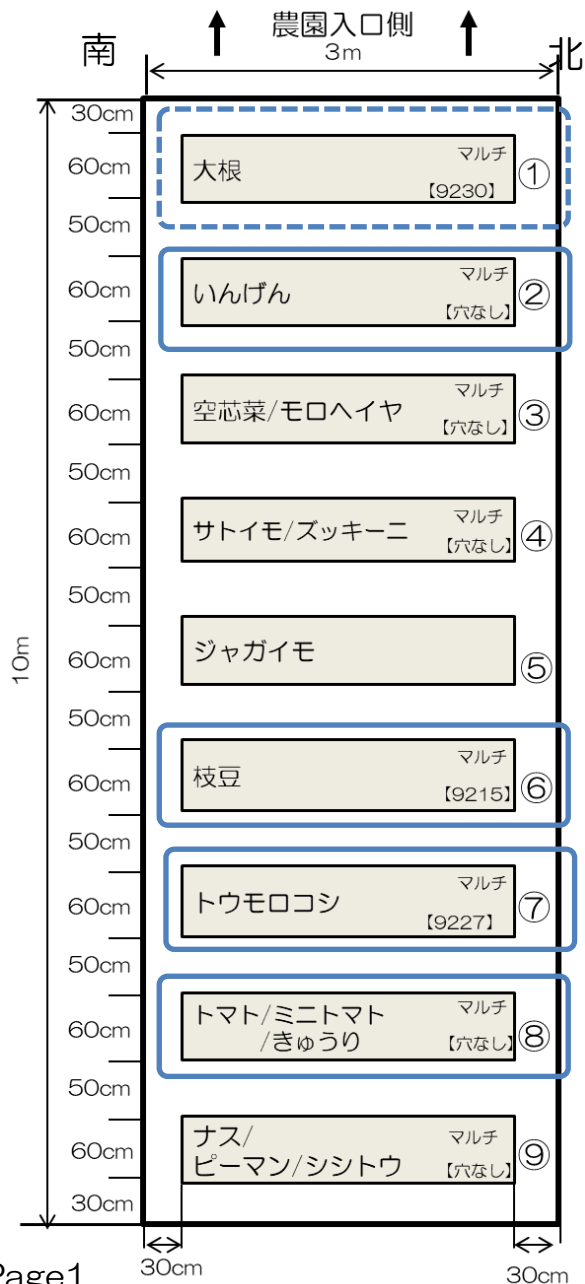 農園入口側
南
3m
北
30cm
60cm
大根
マルチ
【9230】
①
50cm
60cm
いんげん
マルチ
【穴なし】
②
50cm
60cm
空芯菜/モロヘイヤ
マルチ
【穴なし】
③
50cm
60cm
サトイモ/ズッキーニ
マルチ
【穴なし】
④
50cm
10m
60cm
ジャガイモ
⑤
50cm
60cm
枝豆
マルチ
【9215】
⑥
50cm
60cm
トウモロコシ
マルチ
【9227】
⑦
50cm
60cm
トマト/ミニトマト
/きゅうり
マルチ
【穴なし】
⑧
50cm
60cm
ナス/
ピーマン/シシトウ
マルチ
【穴なし】
⑨
30cm
Page1
30cm
30cm